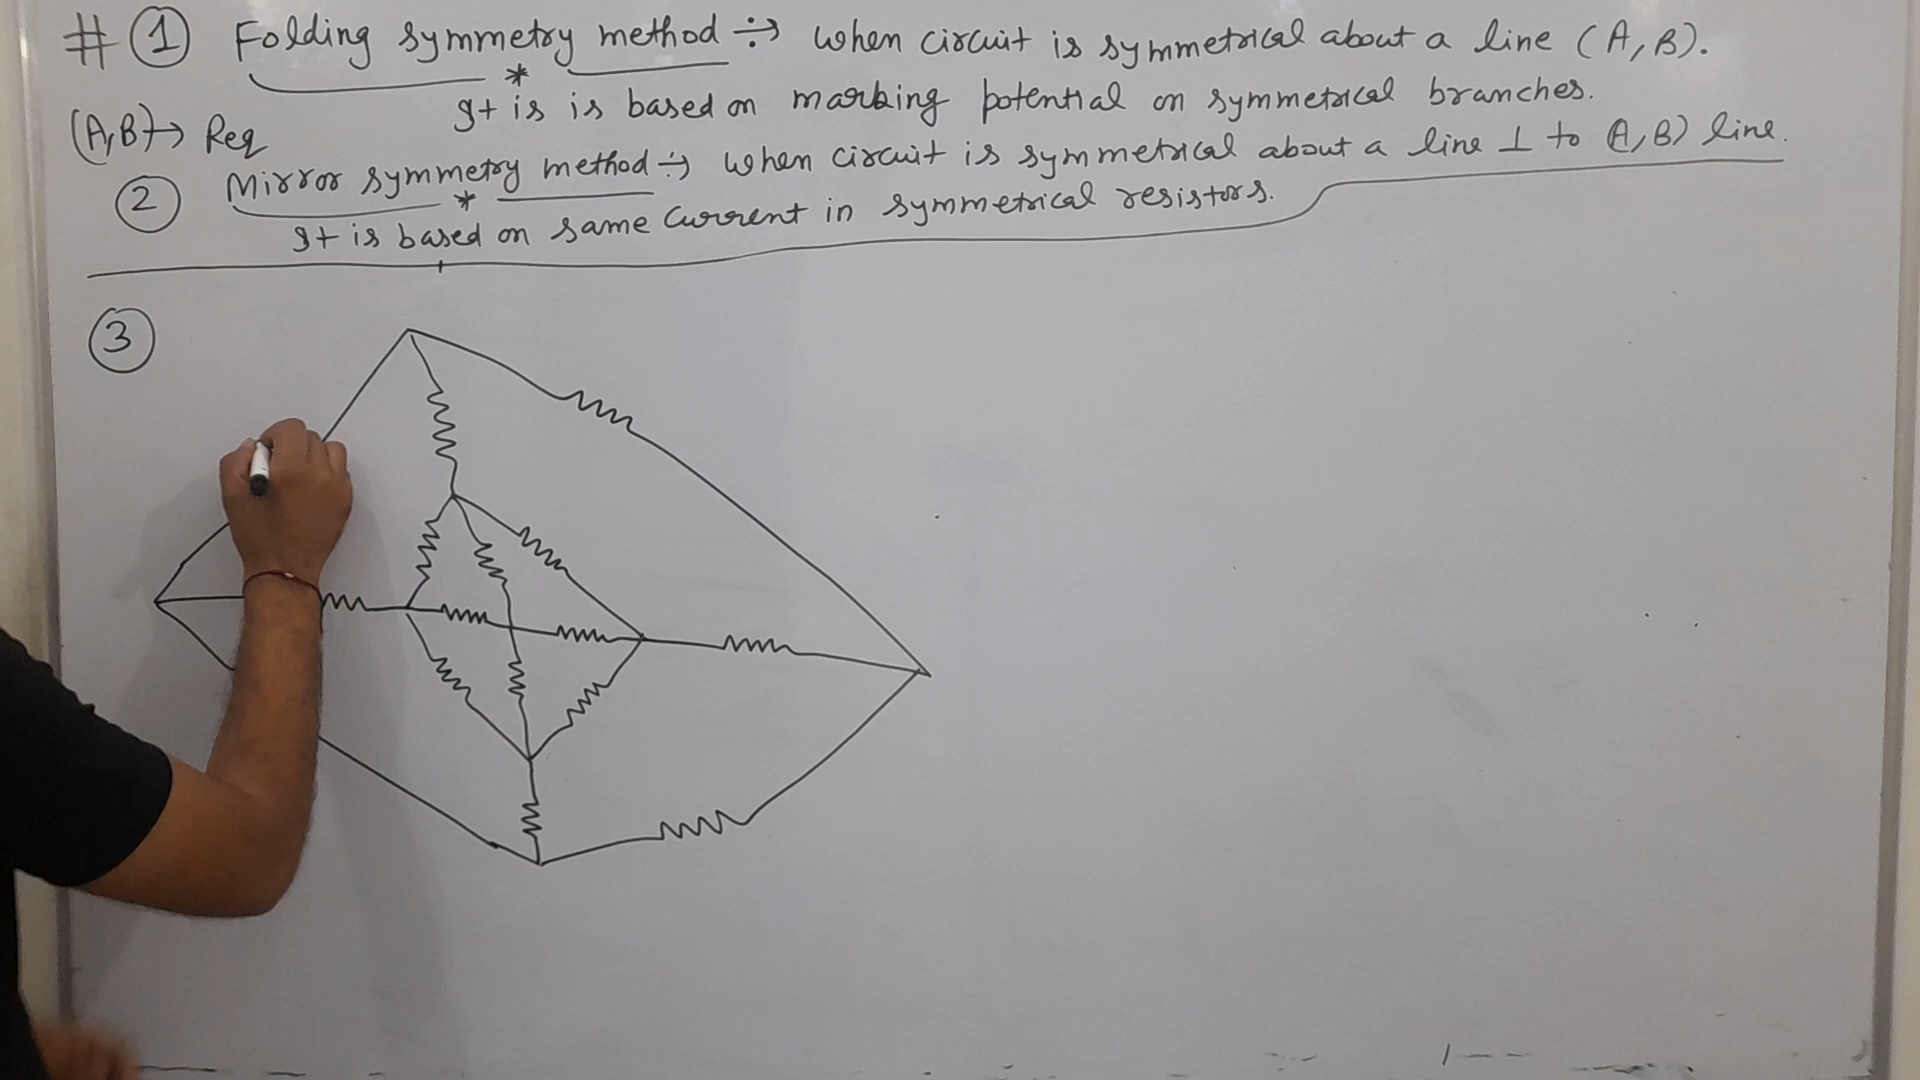 # ① Folding symmetry method ÷→ when circuit is symmetrical about a line (A, B).
* It is is based on marking potential on symmetrical branches.
(A,B)→ Req
② Mirror symmetry method ÷→ when circuit is symmetrical about a line ⊥ to (A, B) line.
* It is based on same current in symmetrical resistors.
③